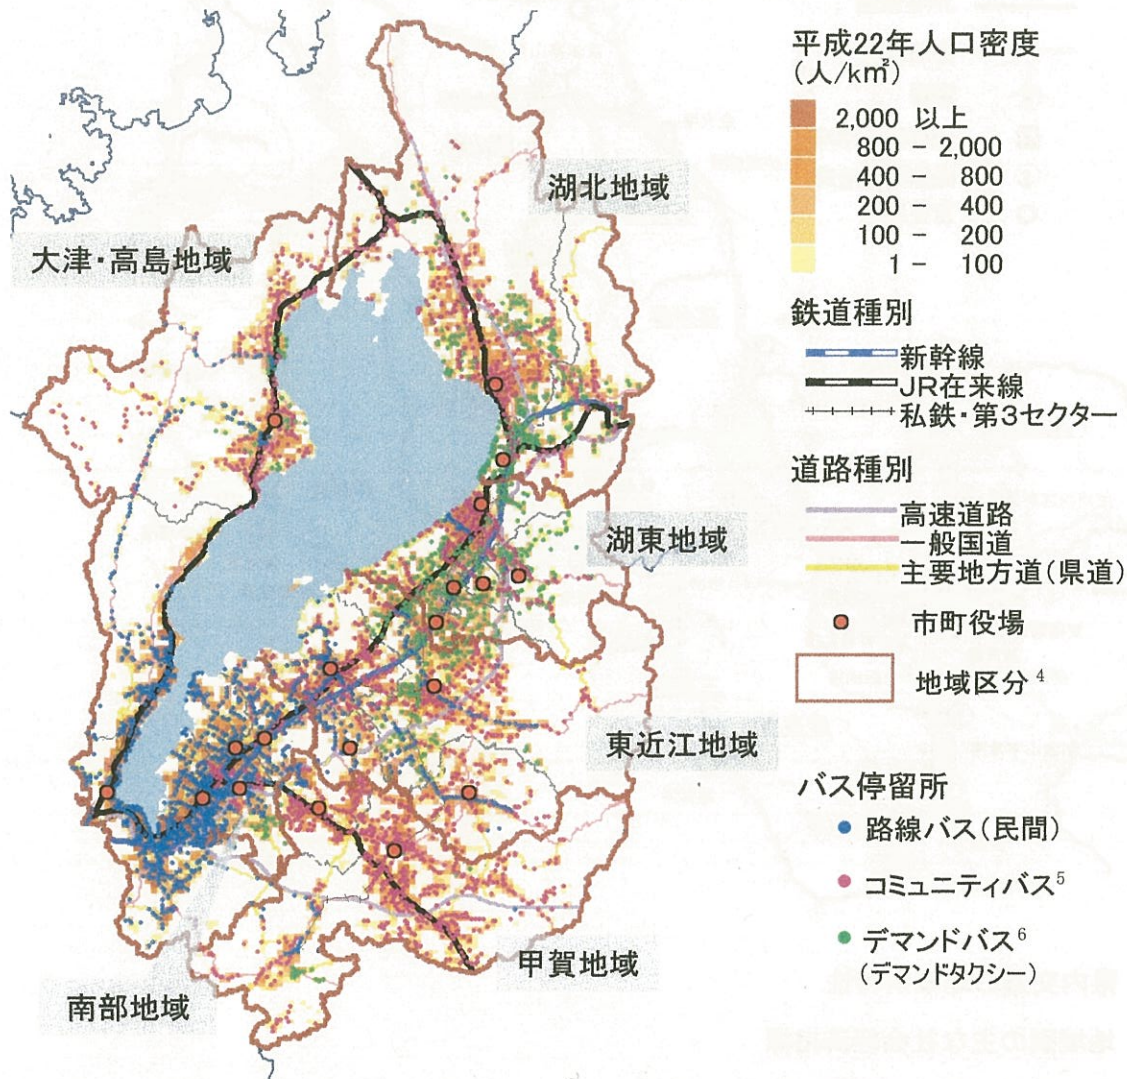 平成22年人口密度
(人/km²)
2,000 以上
800 - 2,000
400 - 800
200 - 400
100 - 200
1 - 100
鉄道種別
新幹線
JR在来線
私鉄・第3セクター
道路種別
高速道路
一般国道
主要地方道(県道)
市町役場
地域区分 4
バス停留所
路線バス(民間)
コミュニティバス5
デマンドバス6
(デマンドタクシー)
湖北地域
大津・高島地域
湖東地域
東近江地域
甲賀地域
南部地域